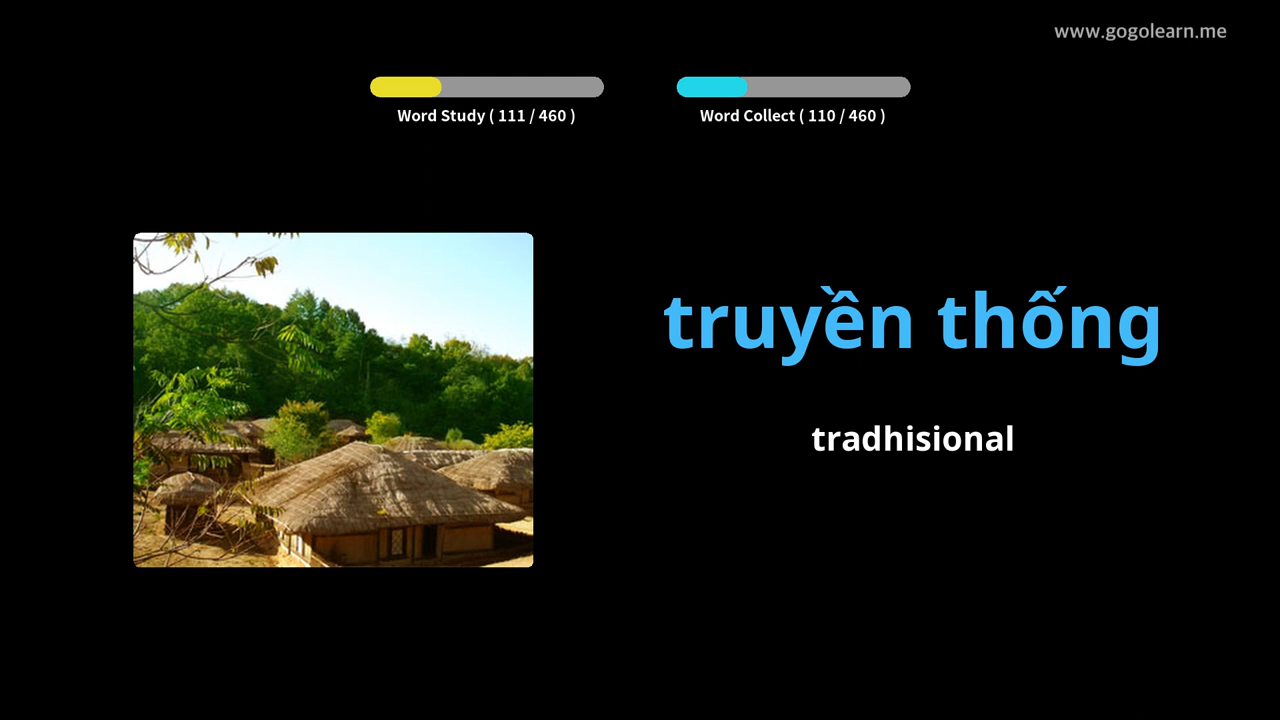 www.gogolearn.me
Word Study ( 111 / 460 )
Word Collect ( 110 / 460 )
truyền thống
tradhisional